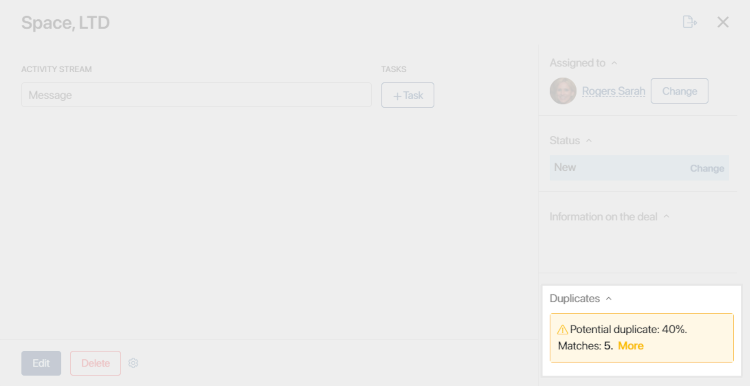 Space, LTD
ACTIVITY STREAM
TASKS
Message
+ Task
Assigned to
Rogers Sarah
Change
Status
New
Change
Information on the deal
Duplicates
Potential duplicate: 40%.
Matches: 5. More
Edit
Delete